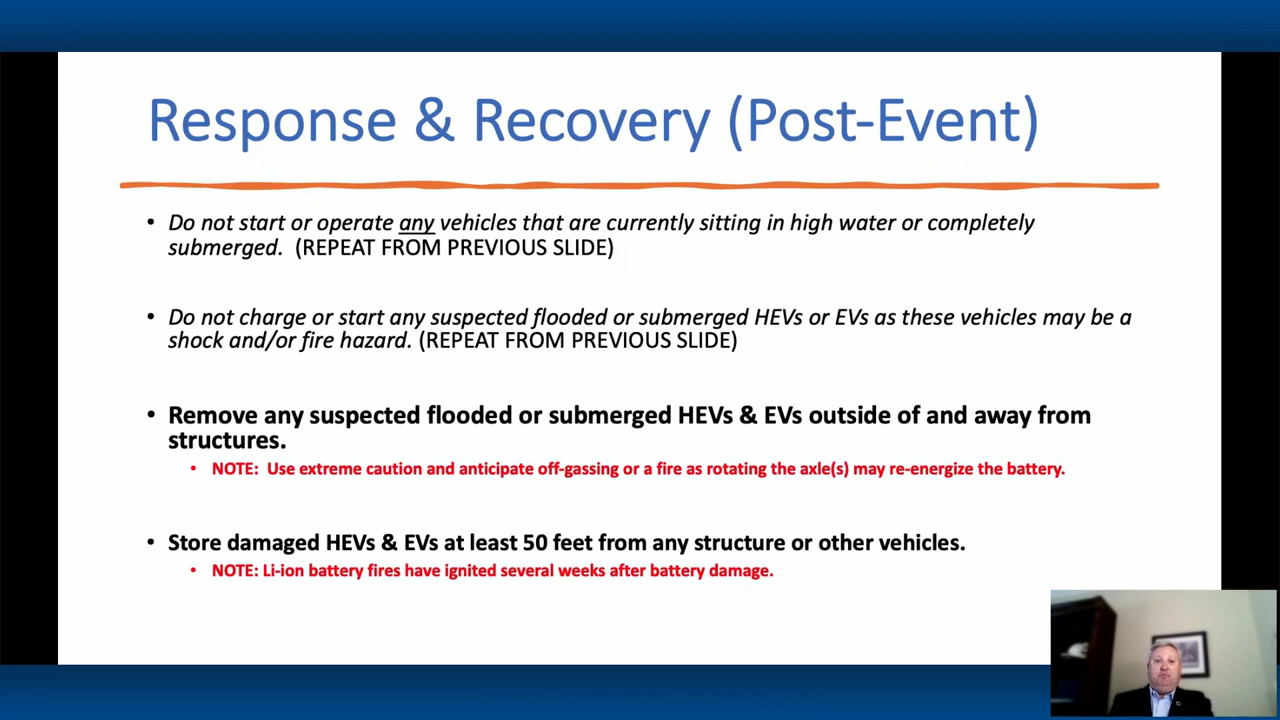 Response & Recovery (Post-Event)
• Do not start or operate any vehicles that are currently sitting in high water or completely
submerged. (REPEAT FROM PREVIOUS SLIDE)
• Do not charge or start any suspected flooded or submerged HEVs or EVs as these vehicles may be a
shock and/or fire hazard. (REPEAT FROM PREVIOUS SLIDE)
• Remove any suspected flooded or submerged HEVs & EVs outside of and away from
structures.
• NOTE: Use extreme caution and anticipate off-gassing or a fire as rotating the axle(s) may re-energize the battery.
• Store damaged HEVs & EVs at least 50 feet from any structure or other vehicles.
• NOTE: Li-ion battery fires have ignited several weeks after battery damage.